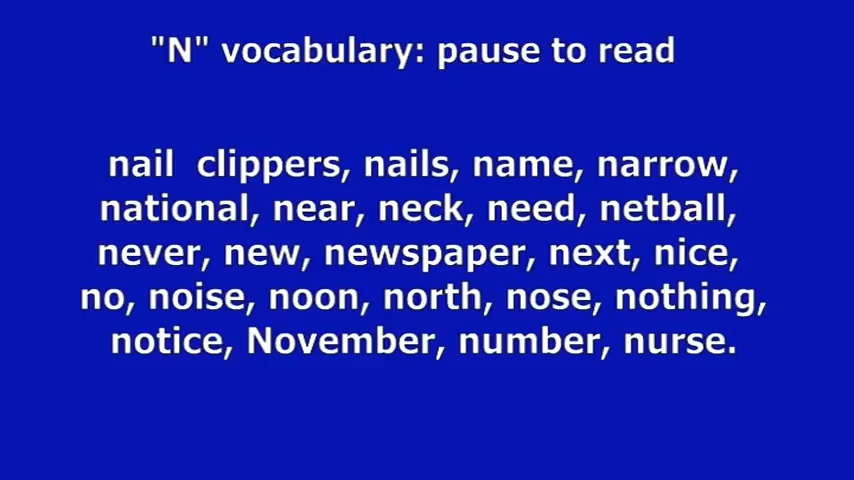 "N" vocabulary: pause to read
nail  clippers, nails, name, narrow,
national, near, neck, need, netball,
never, new, newspaper, next, nice,
no, noise, noon, north, nose, nothing,
notice, November, number, nurse.